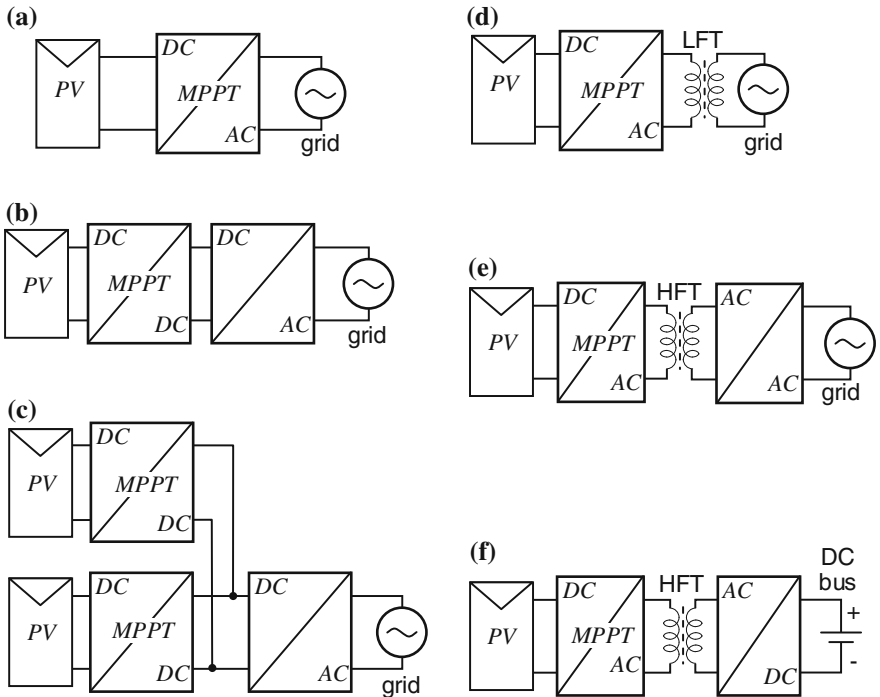 (a)
PV
DC
MPPT
AC
grid
(b)
PV
DC
MPPT
DC
DC
AC
grid
(c)
PV
DC
MPPT
DC
PV
DC
MPPT
DC
DC
AC
grid
(d)
PV
DC
MPPT
AC
LFT
grid
(e)
PV
DC
MPPT
AC
HFT
AC
AC
grid
(f)
PV
DC
MPPT
AC
HFT
AC
DC
DC
bus
+
-